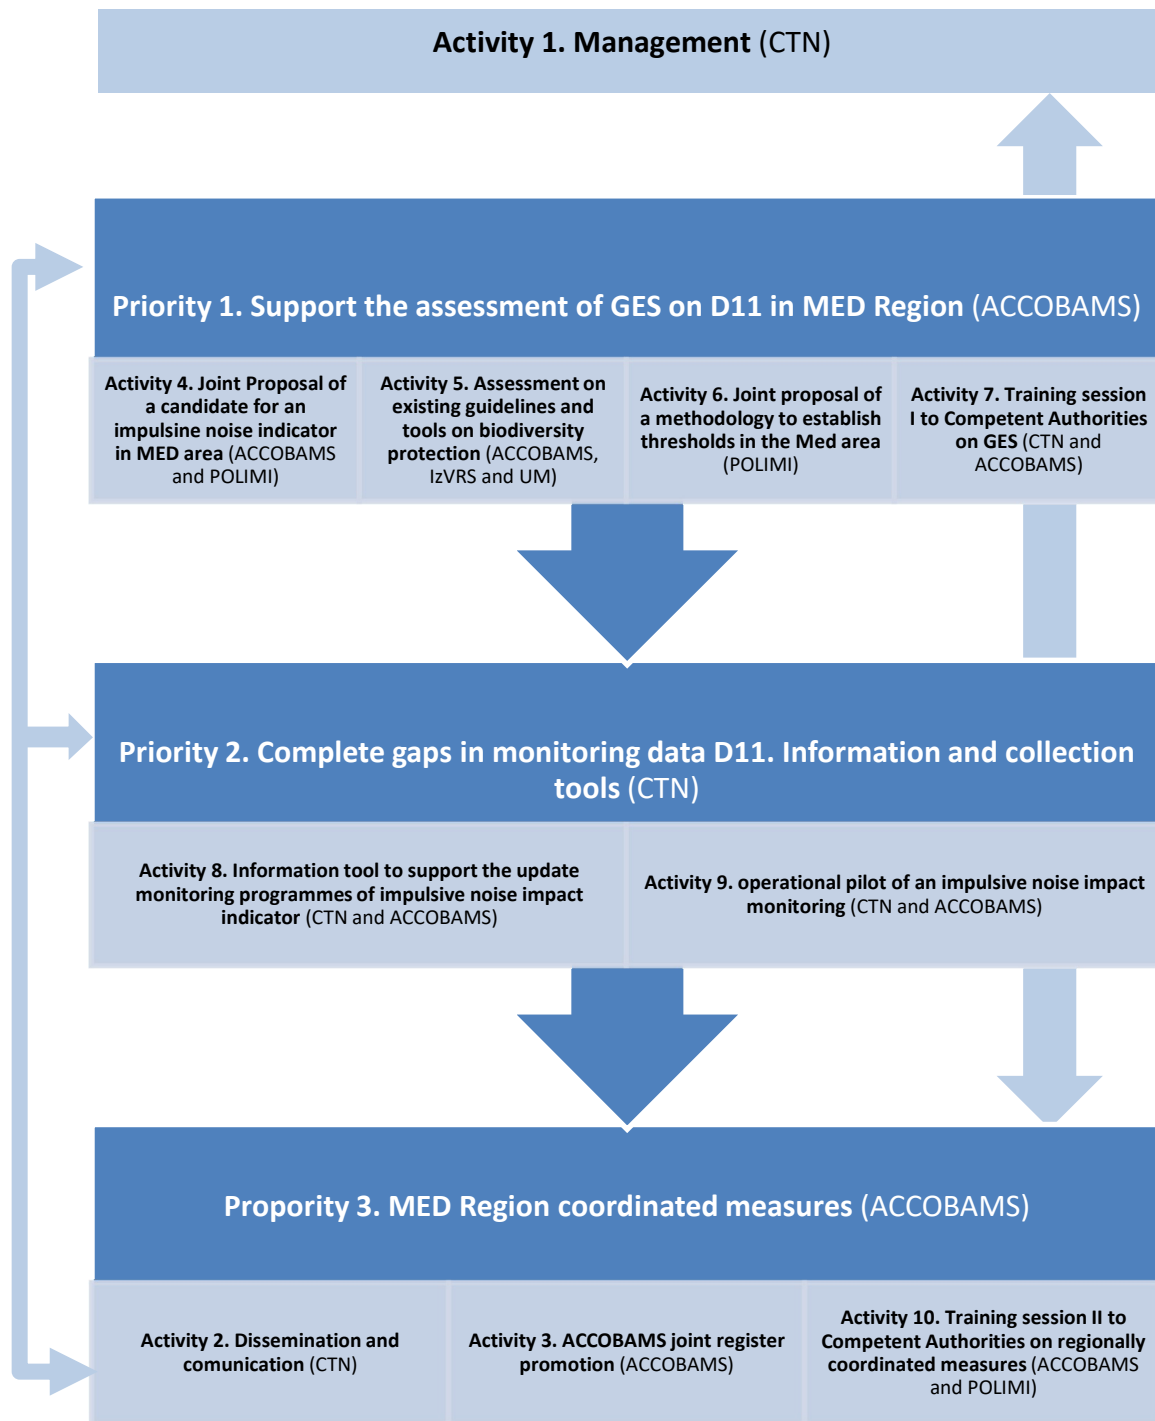 Activity 1. Management (CTN)
Priority 1. Support the assessment of GES on D11 in MED Region (ACCOBAMS)
Activity 4. Joint Proposal of
a candidate for an
impulsine noise indicator
in MED area (ACCOBAMS
and POLIMI)
Activity 5. Assessment on
existing guidelines and
tools on biodiversity
protection (ACCOBAMS,
IzVRS and UM)
Activity 6. Joint proposal of
a methodology to establish
thresholds in the Med area
(POLIMI)
Activity 7. Training session
I to Competent Authorities
on GES (CTN and
ACCOBAMS)
Priority 2. Complete gaps in monitoring data D11. Information and collection
tools (CTN)
Activity 8. Information tool to support the update
monitoring programmes of impulsive noise impact
indicator (CTN and ACCOBAMS)
Activity 9. operational pilot of an impulsive noise impact
monitoring (CTN and ACCOBAMS)
Propority 3. MED Region coordinated measures (ACCOBAMS)
Activity 2. Dissemination and
comunication (CTN)
Activity 3. ACCOBAMS joint register
promotion (ACCOBAMS)
Activity 10. Training session II to
Competent Authorities on regionally
coordinated measures (ACCOBAMS
and POLIMI)